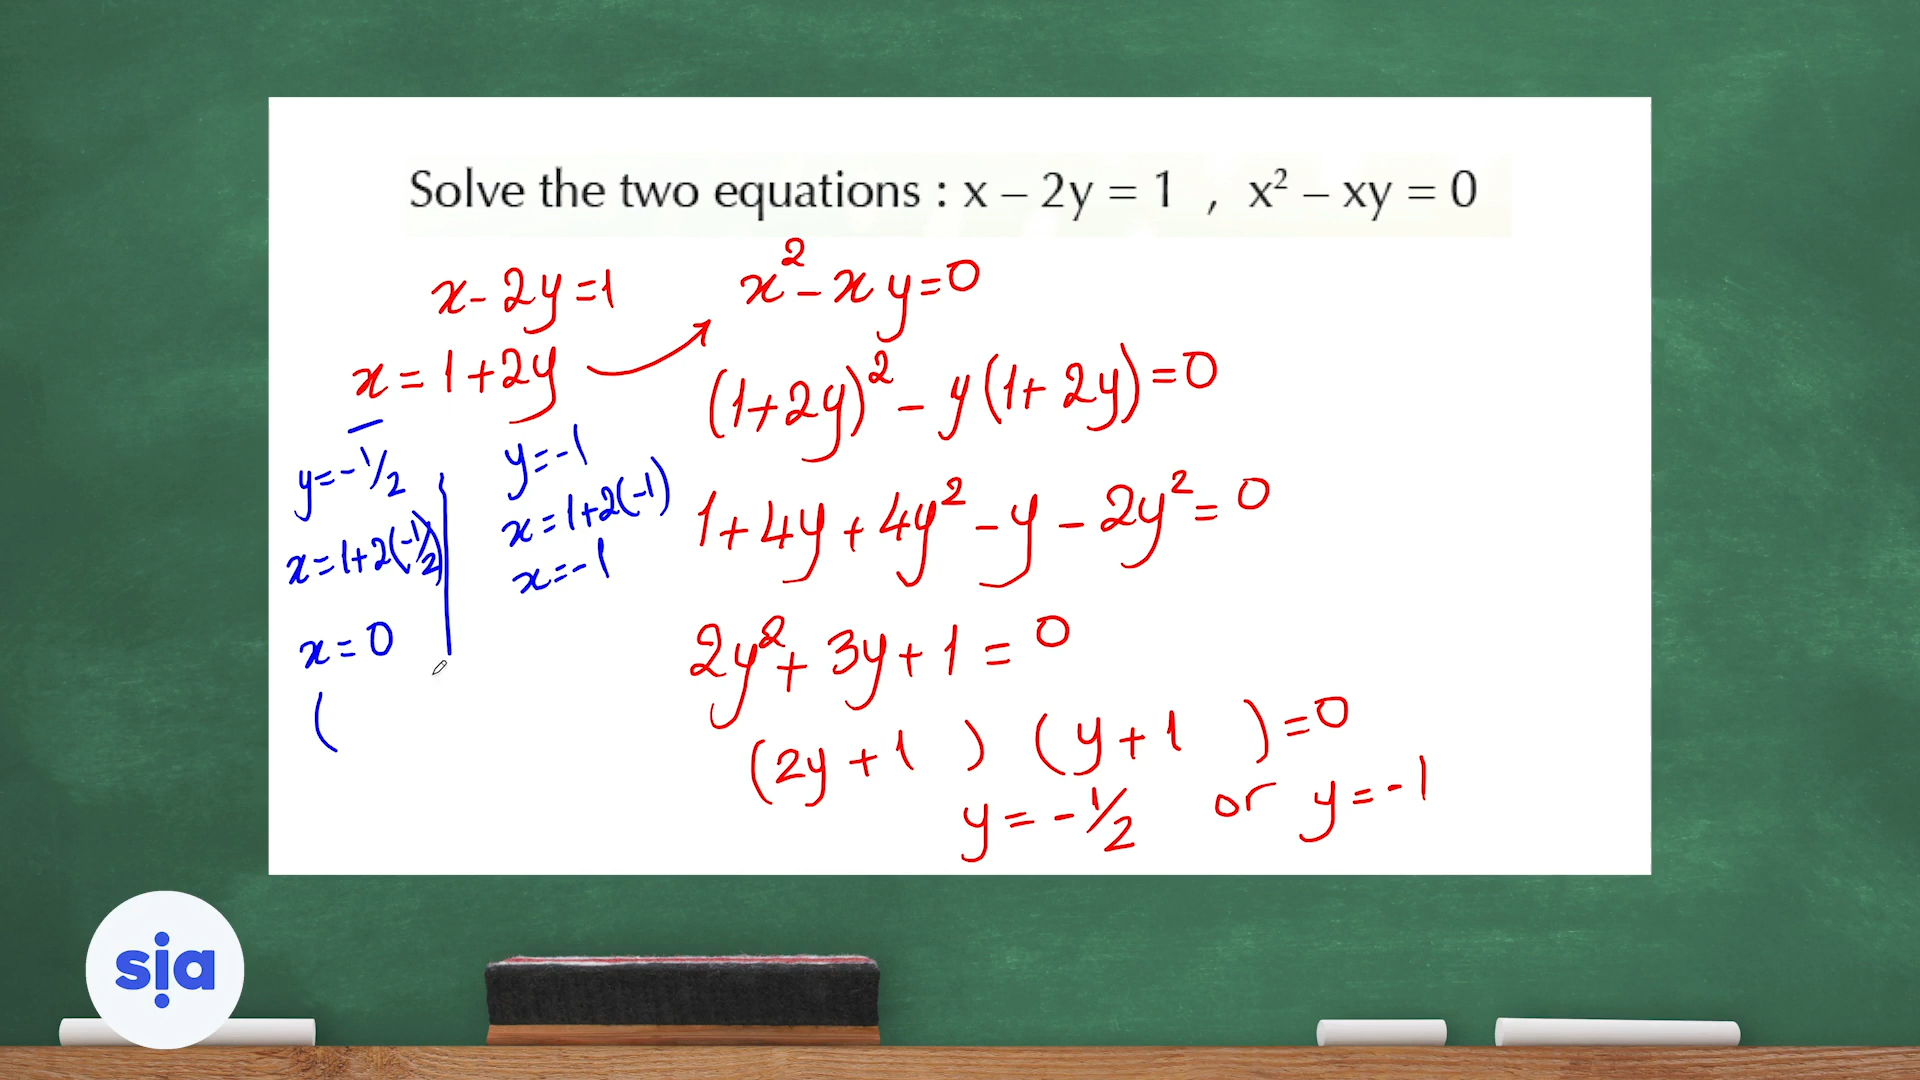 Solve the two equations : x – 2y = 1 , x² – xy = 0
x - 2y = 1
x = 1 + 2y
x² - xy = 0
(1+2y)² - y(1+2y) = 0
1 + 4y + 4y² - y - 2y² = 0
2y² + 3y + 1 = 0
(2y + 1 ) (y + 1 ) = 0
y = -1/2 or y = -1
y = -1/2
x = 1+2(-1/2)
x = 0
(
y = -1
x = 1+2(-1)
x = -1
sia